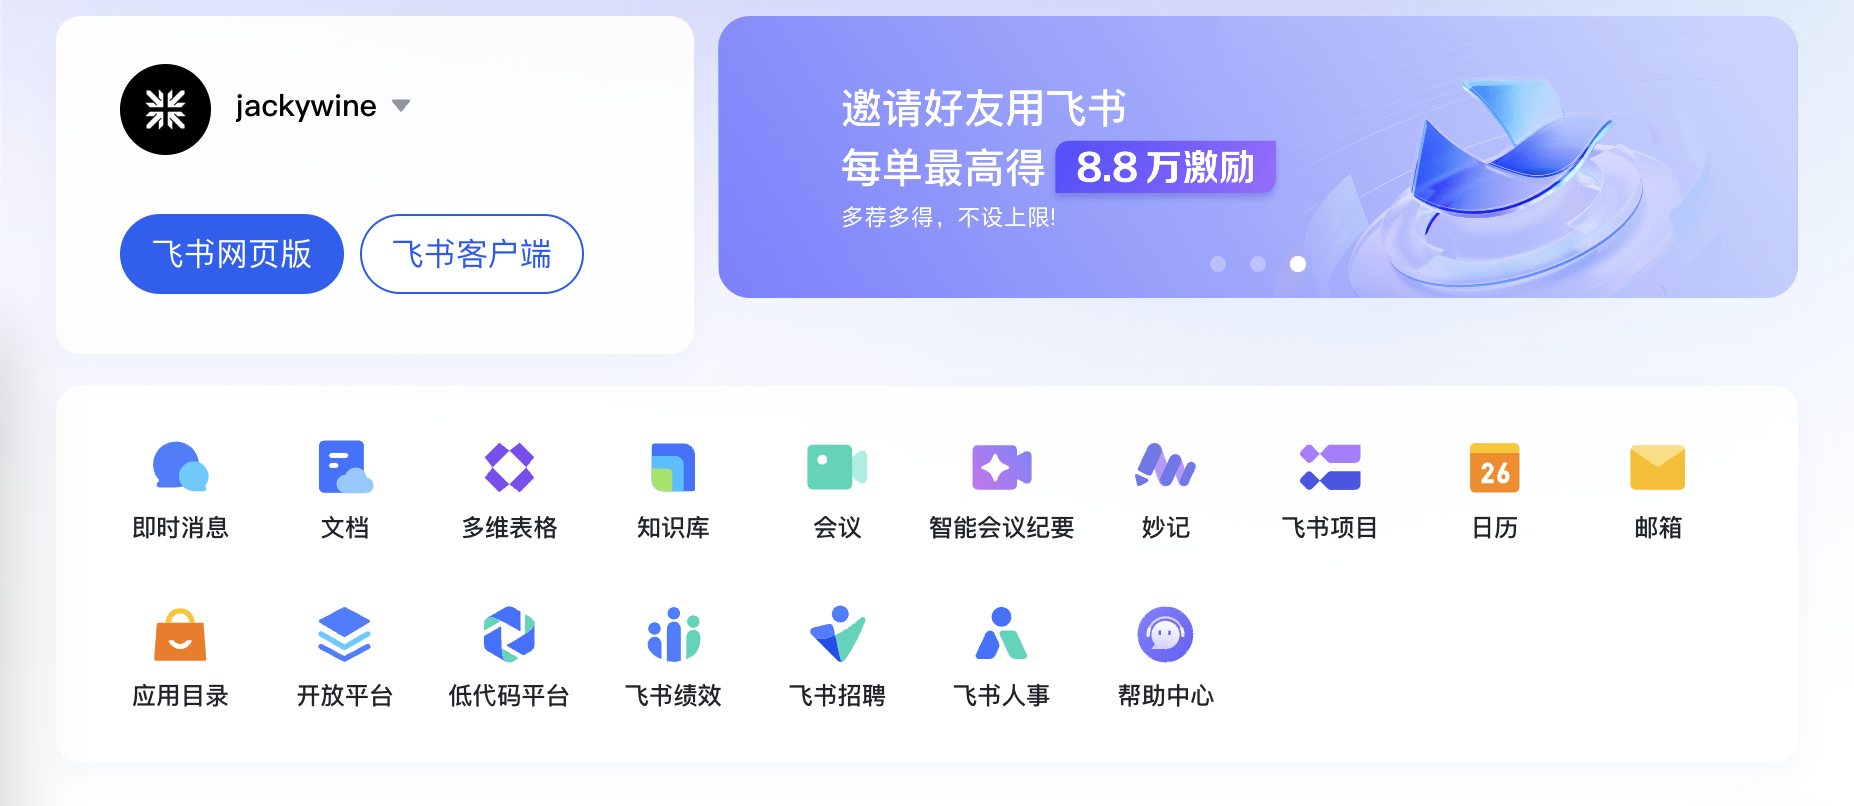 jackywine
飞书网页版
飞书客户端
邀请好友用飞书
每单最高得 8.8 万激励
多荐多得，不设上限!
即时消息
文档
多维表格
知识库
会议
智能会议纪要
妙记
飞书项目
26
日历
邮箱
应用目录
开放平台
低代码平台
飞书绩效
飞书招聘
飞书人事
帮助中心